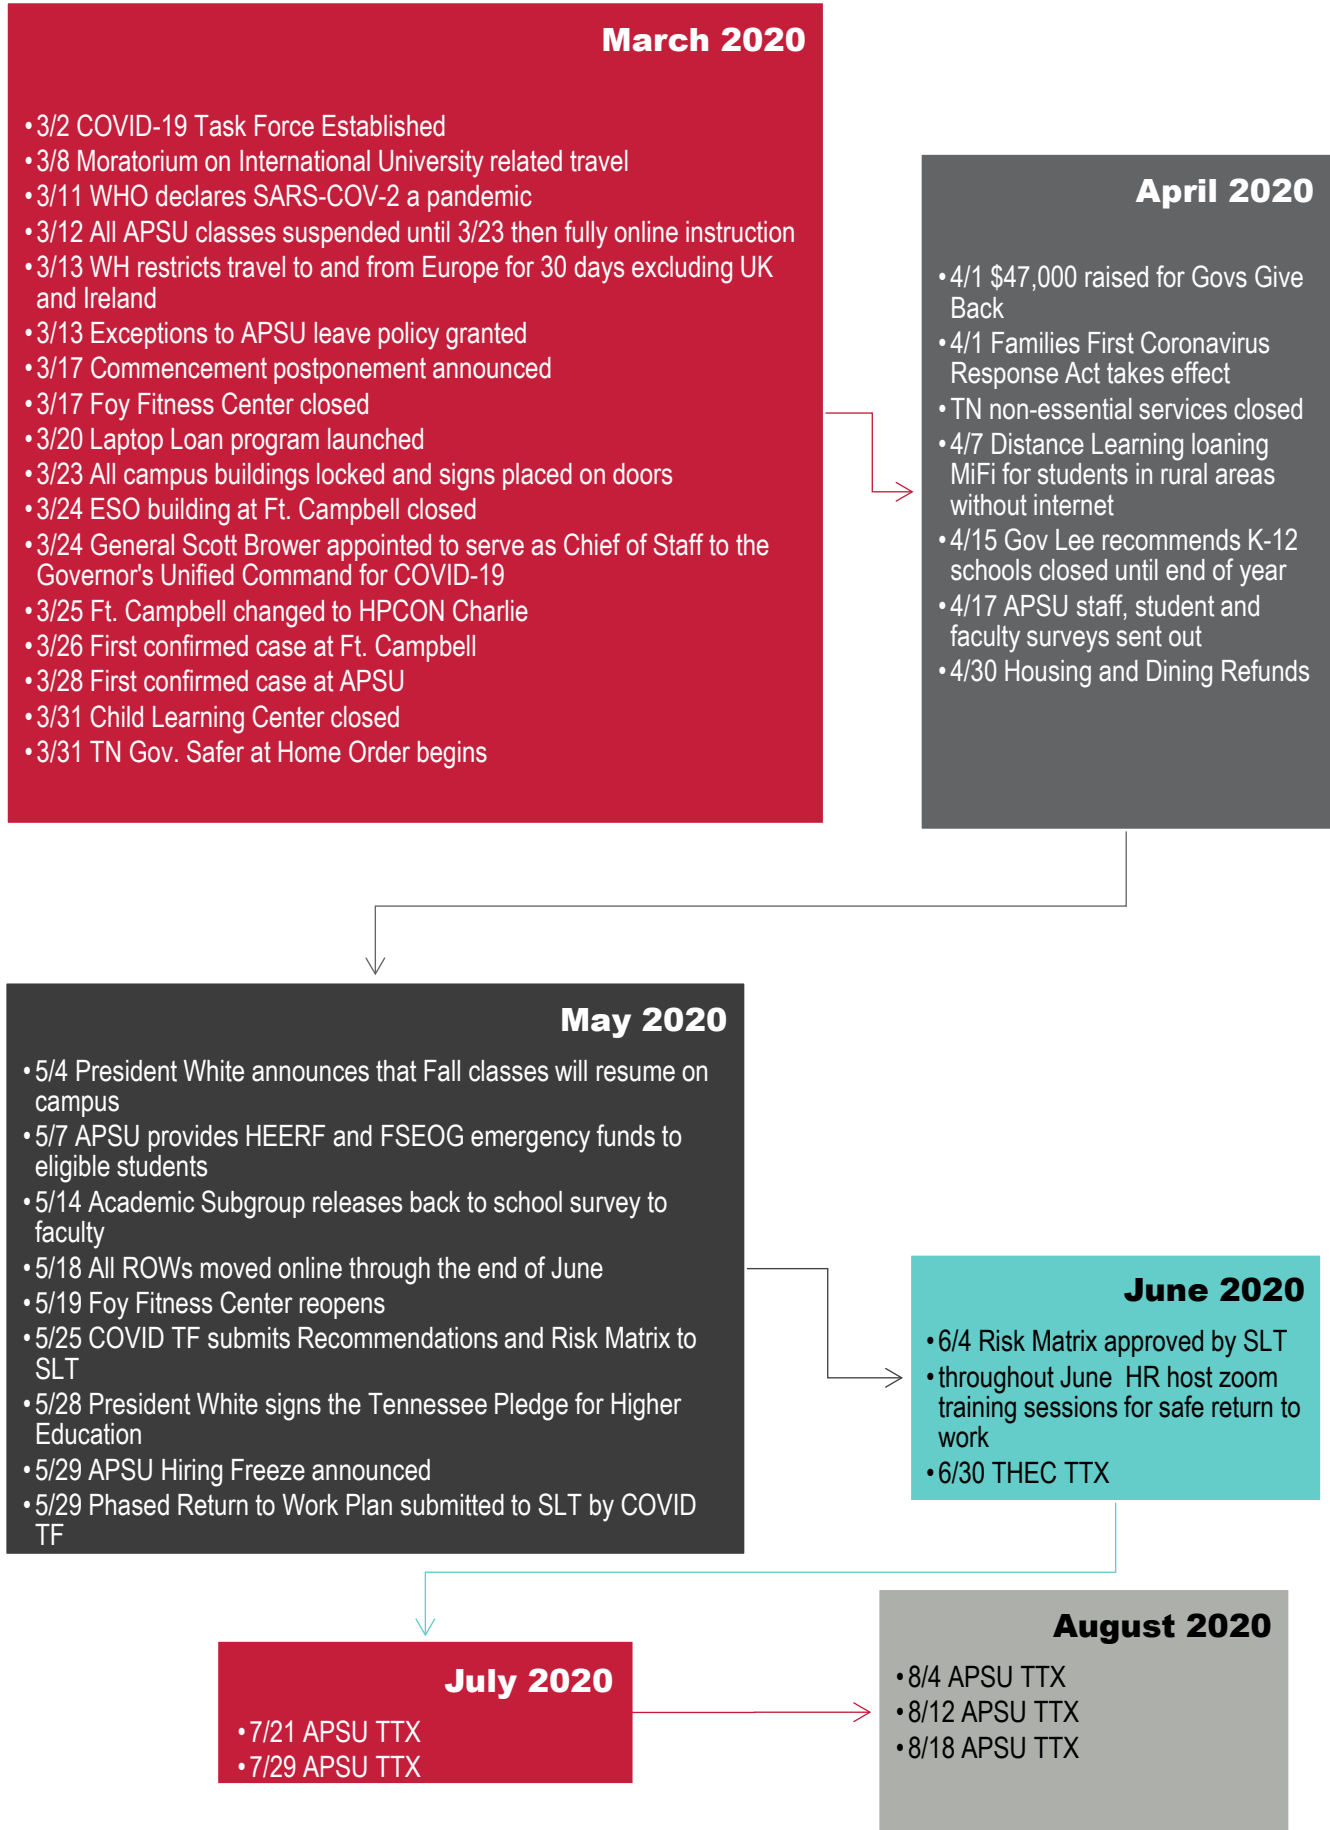 March 2020
• 3/2 COVID-19 Task Force Established
• 3/8 Moratorium on International University related travel
• 3/11 WHO declares SARS-COV-2 a pandemic
• 3/12 All APSU classes suspended until 3/23 then fully online instruction
• 3/13 WH restricts travel to and from Europe for 30 days excluding UK
and Ireland
• 3/13 Exceptions to APSU leave policy granted
• 3/17 Commencement postponement announced
• 3/17 Foy Fitness Center closed
• 3/20 Laptop Loan program launched
• 3/23 All campus buildings locked and signs placed on doors
• 3/24 ESO building at Ft. Campbell closed
• 3/24 General Scott Brower appointed to serve as Chief of Staff to the
Governor's Unified Command for COVID-19
• 3/25 Ft. Campbell changed to HPCON Charlie
• 3/26 First confirmed case at Ft. Campbell
• 3/28 First confirmed case at APSU
• 3/31 Child Learning Center closed
• 3/31 TN Gov. Safer at Home Order begins
April 2020
• 4/1 $47,000 raised for Govs Give
Back
• 4/1 Families First Coronavirus
Response Act takes effect
• TN non-essential services closed
• 4/7 Distance Learning loaning
MiFi for students in rural areas
without internet
• 4/15 Gov Lee recommends K-12
schools closed until end of year
• 4/17 APSU staff, student and
faculty surveys sent out
• 4/30 Housing and Dining Refunds
May 2020
• 5/4 President White announces that Fall classes will resume on
campus
• 5/7 APSU provides HEERF and FSEOG emergency funds to
eligible students
• 5/14 Academic Subgroup releases back to school survey to
faculty
• 5/18 All ROWs moved online through the end of June
• 5/19 Foy Fitness Center reopens
• 5/25 COVID TF submits Recommendations and Risk Matrix to
SLT
• 5/28 President White signs the Tennessee Pledge for Higher
Education
• 5/29 APSU Hiring Freeze announced
• 5/29 Phased Return to Work Plan submitted to SLT by COVID
TF
June 2020
• 6/4 Risk Matrix approved by SLT
• throughout June  HR host zoom
training sessions for safe return to
work
• 6/30 THEC TTX
July 2020
• 7/21 APSU TTX
• 7/29 APSU TTX
August 2020
• 8/4 APSU TTX
• 8/12 APSU TTX
• 8/18 APSU TTX